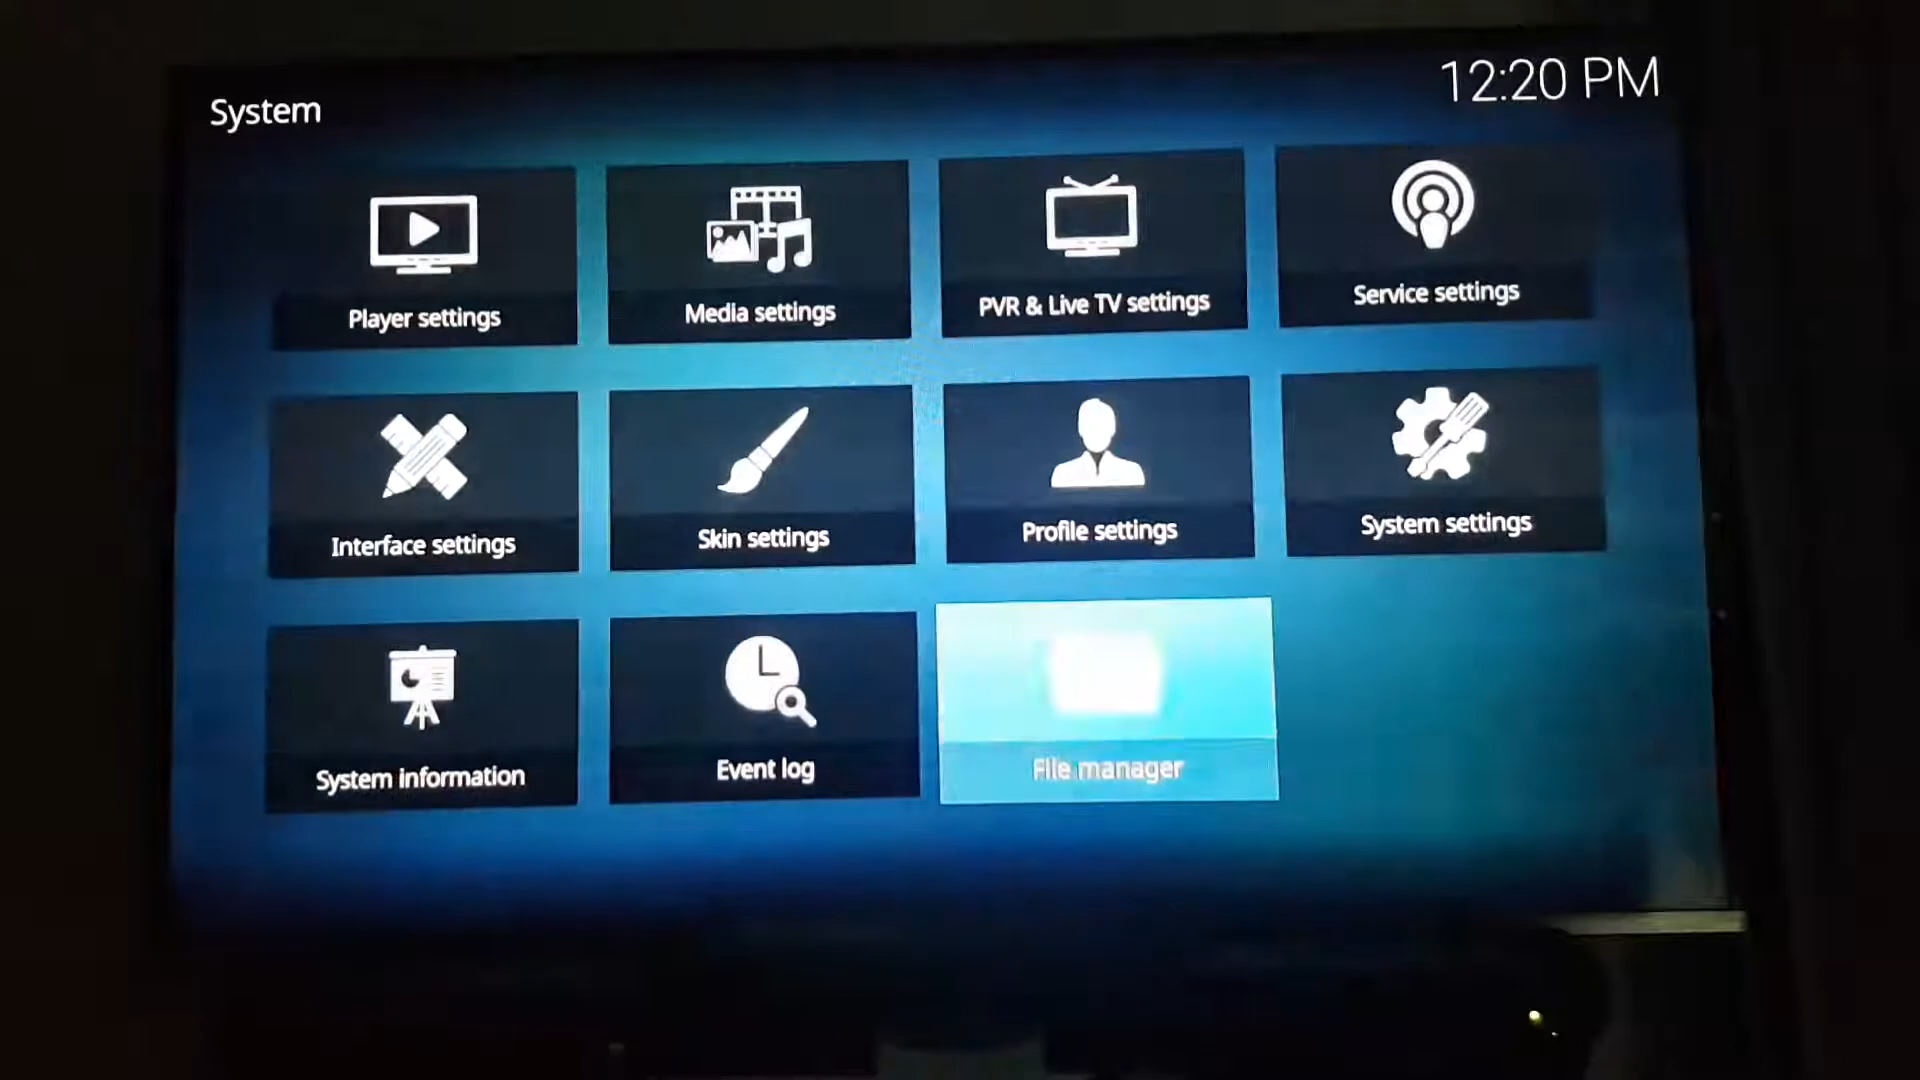 System
12:20 PM
Player settings
Media settings
PVR & Live TV settings
Service settings
Interface settings
Skin settings
Profile settings
System settings
System information
Event log
File manager